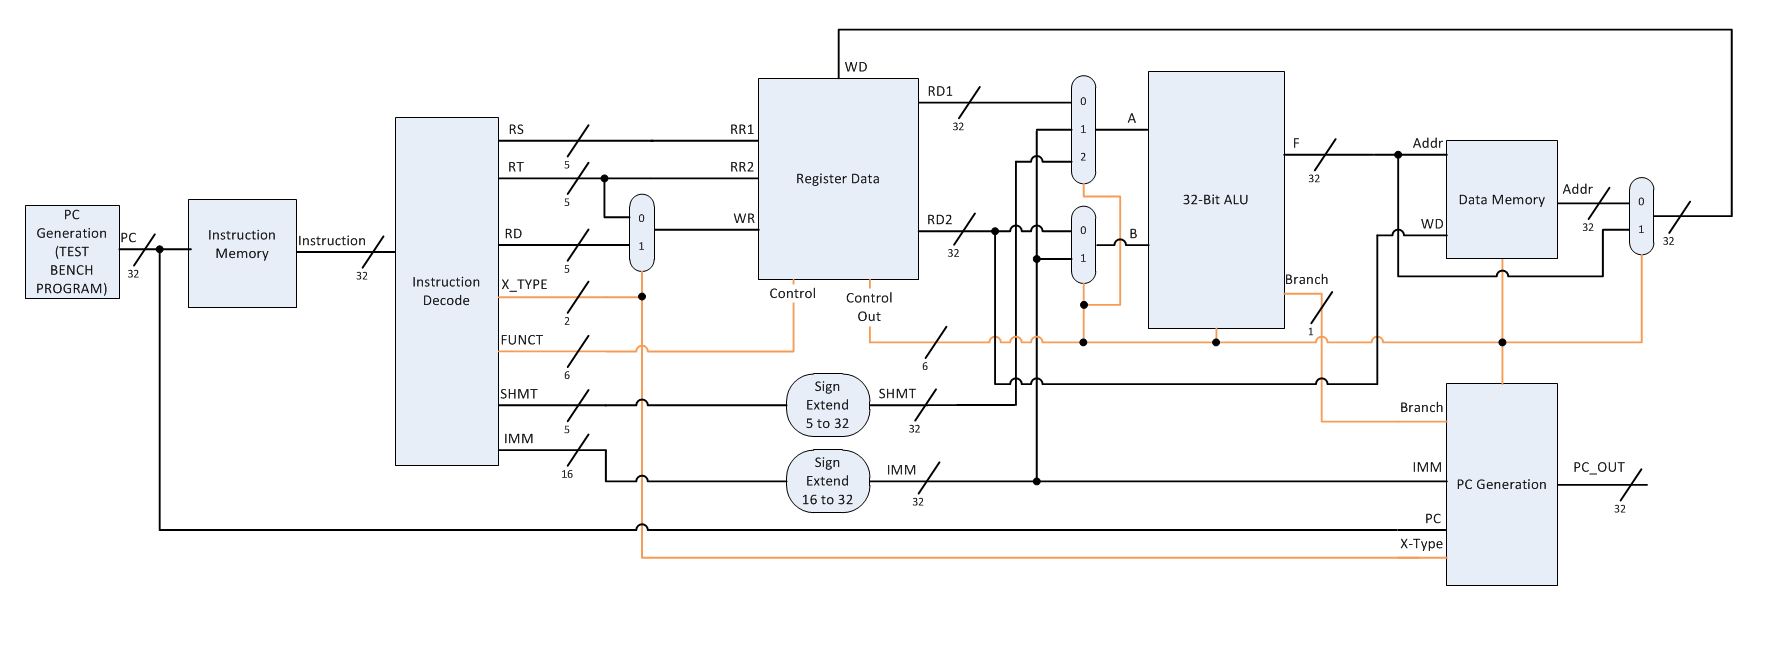 PC
Generation
(TEST
BENCH
PROGRAM)
PC
32
Instruction
Memory
Instruction
32
Instruction
Decode
RS
5
RT
5
RD
5
X_TYPE
2
FUNCT
6
SHMT
5
IMM
16
0
1
WD
RR1
RR2
WR
Register Data
RD1
32
RD2
32
Control
Control
Out
6
Sign
Extend
5 to 32
SHMT
32
Sign
Extend
16 to 32
IMM
32
0
1
2
0
1
A
B
32-Bit ALU
F
32
Branch
1
Addr
WD
Data Memory
Addr
32
0
1
32
Branch
IMM
PC
X-Type
PC Generation
PC_OUT
32